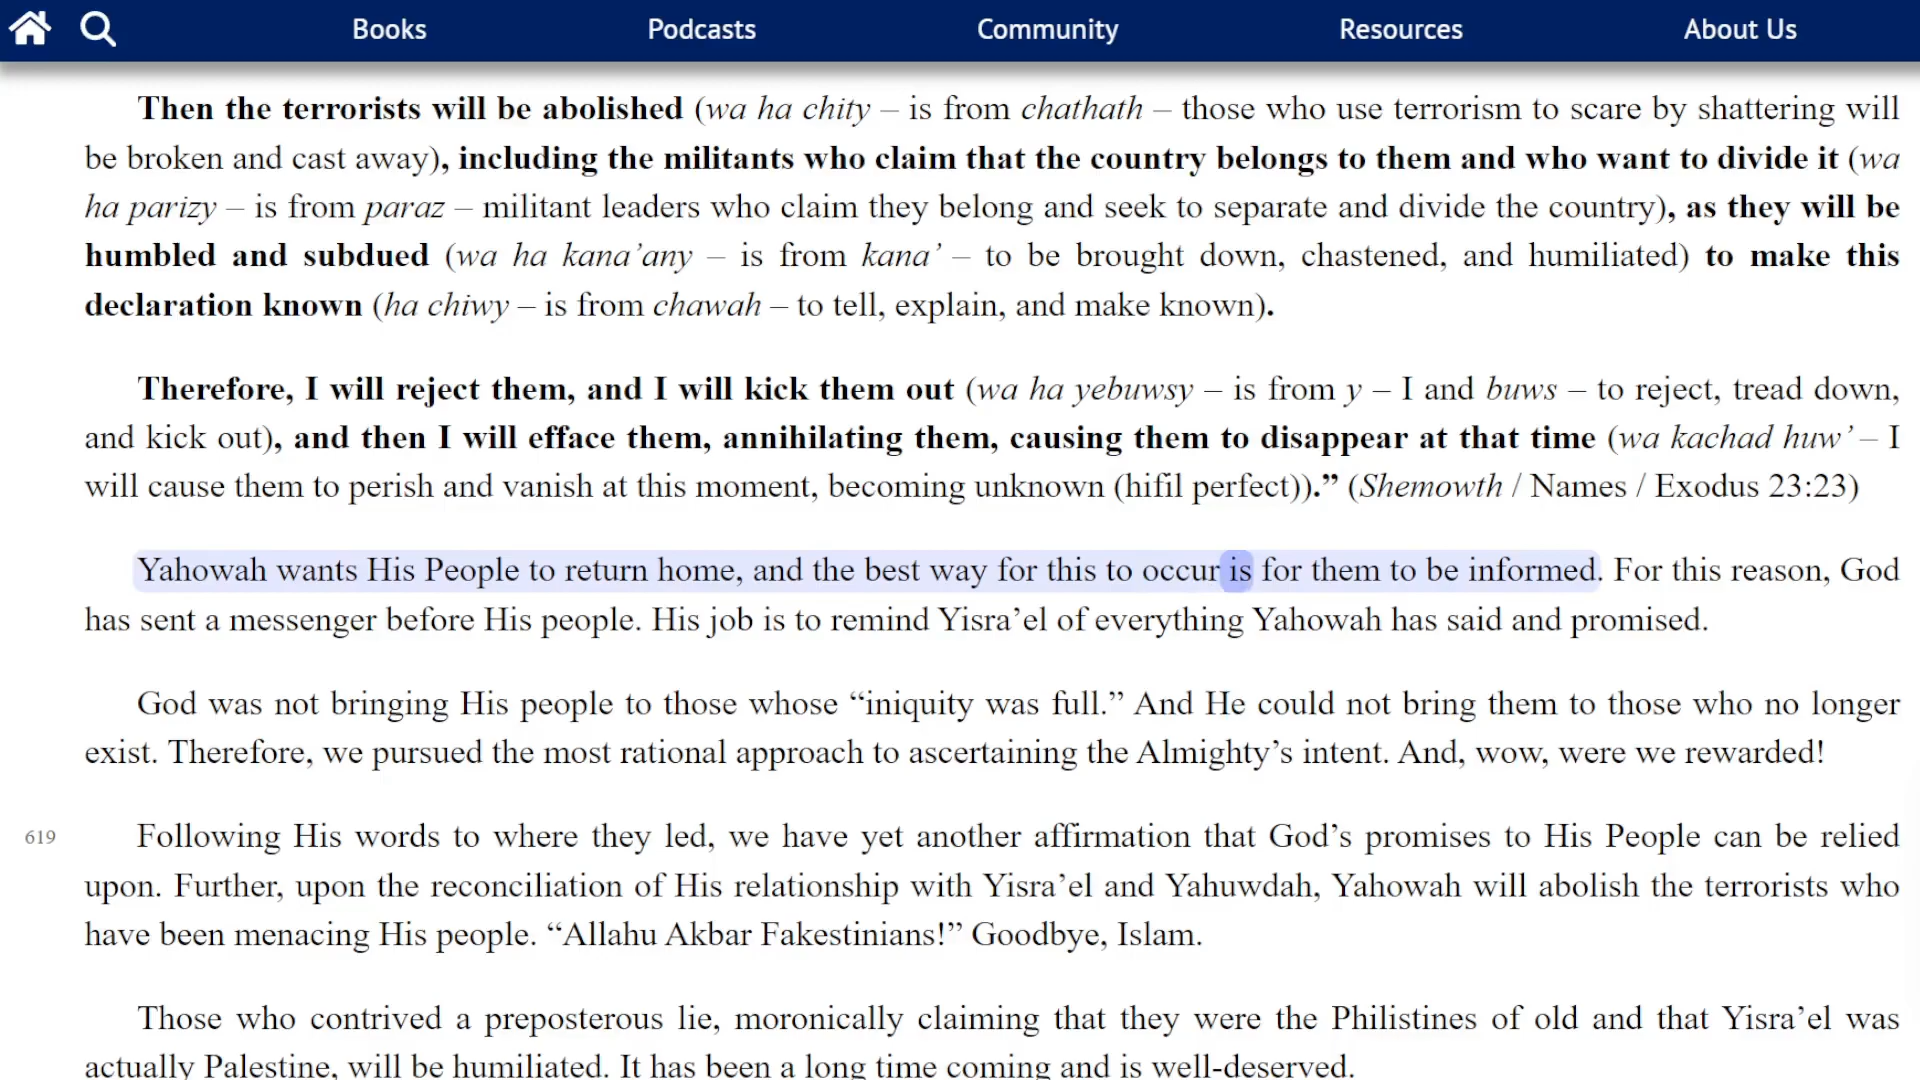 Books Podcasts Community Resources About Us
Then the terrorists will be abolished (wa ha chity – is from chathath – those who use terrorism to scare by shattering will
be broken and cast away), including the militants who claim that the country belongs to them and who want to divide it (wa
ha parizy – is from paraz – militant leaders who claim they belong and seek to separate and divide the country), as they will be
humbled and subdued (wa ha kana’any – is from kana’ – to be brought down, chastened, and humiliated) to make this
declaration known (ha chiwy – is from chawah – to tell, explain, and make known).
Therefore, I will reject them, and I will kick them out (wa ha yebuwsy – is from y – I and buws – to reject, tread down,
and kick out), and then I will efface them, annihilating them, causing them to disappear at that time (wa kachad huw’ – I
will cause them to perish and vanish at this moment, becoming unknown (hifil perfect)).” (Shemowth / Names / Exodus 23:23)
Yahowah wants His People to return home, and the best way for this to occur is for them to be informed. For this reason, God
has sent a messenger before His people. His job is to remind Yisra’el of everything Yahowah has said and promised.
God was not bringing His people to those whose “iniquity was full.” And He could not bring them to those who no longer
exist. Therefore, we pursued the most rational approach to ascertaining the Almighty’s intent. And, wow, were we rewarded!
619 Following His words to where they led, we have yet another affirmation that God’s promises to His People can be relied
upon. Further, upon the reconciliation of His relationship with Yisra’el and Yahuwdah, Yahowah will abolish the terrorists who
have been menacing His people. “Allahu Akbar Fakestinians!” Goodbye, Islam.
Those who contrived a preposterous lie, moronically claiming that they were the Philistines of old and that Yisra’el was
actually Palestine, will be humiliated. It has been a long time coming and is well-deserved.